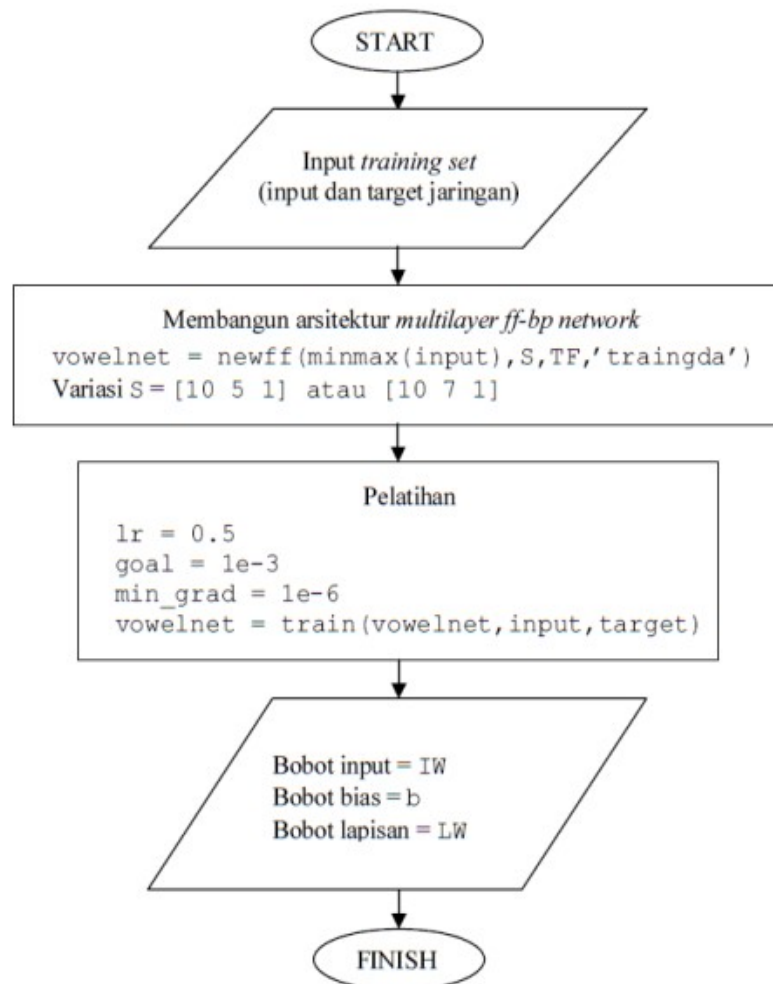 START
Input training set
(input dan target jaringan)
Membangun arsitektur multilayer ff-bp network
vowelnet = newff(minmax(input),S,TF,'traingda')
Variasi S = [10 5 1] atau [10 7 1]
Pelatihan
lr = 0.5
goal = 1e-3
min_grad = 1e-6
vowelnet = train(vowelnet,input,target)
Bobot input = IW
Bobot bias = b
Bobot lapisan = LW
FINISH